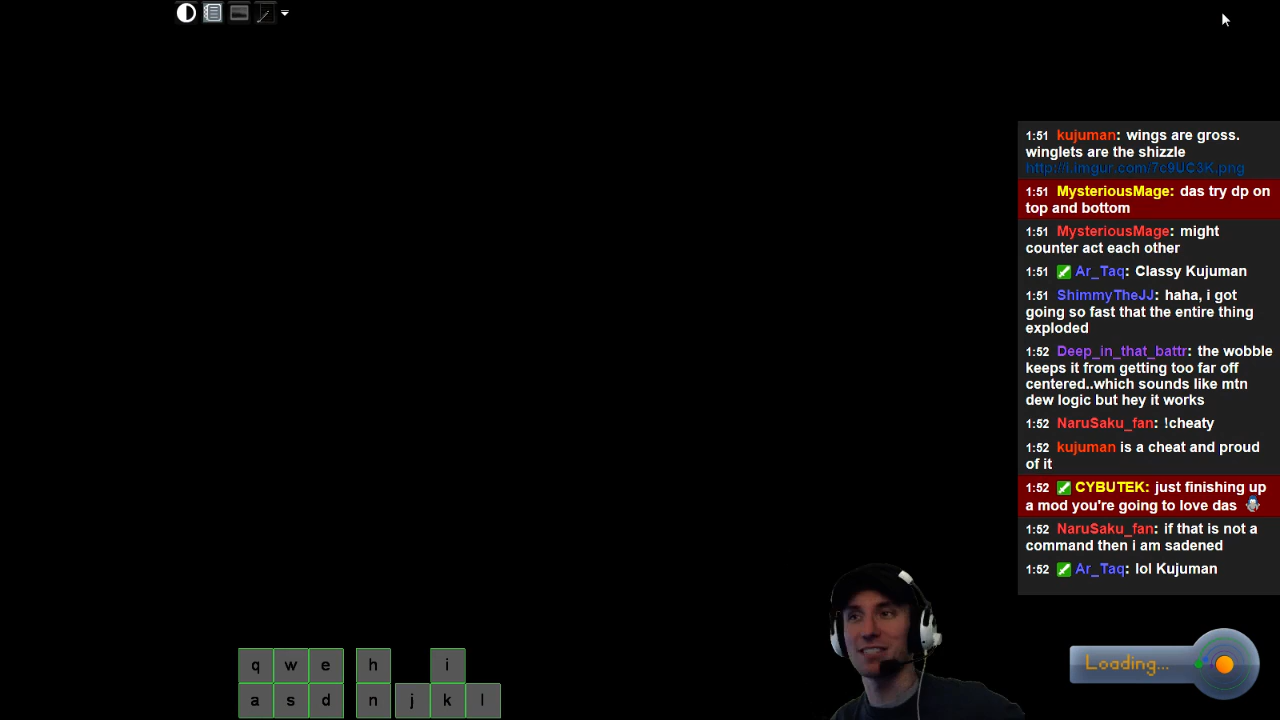 1:51 kujuman: wings are gross.
winglets are the shizzle
http://i.imgur.com/7c9UC3K.png
1:51 MysteriousMage: das try dp on
top and bottom
1:51 MysteriousMage: might
counter act each other
1:51 Ar_Taq: Classy Kujuman
1:51 ShimmyTheJJ: haha, i got
going so fast that the entire thing
exploded
1:52 Deep_in_that_battr: the wobble
keeps it from getting too far off
centered..which sounds like mtn
dew logic but hey it works
1:52 NaruSaku_fan: !cheaty
1:52 kujuman is a cheat and proud
of it
1:52 CYBUTEK: just finishing up
a mod you're going to love das
1:52 NaruSaku_fan: if that is not a
command then i am sadened
1:52 Ar_Taq: lol Kujuman
Loading...
q w e h i
a s d n j k l